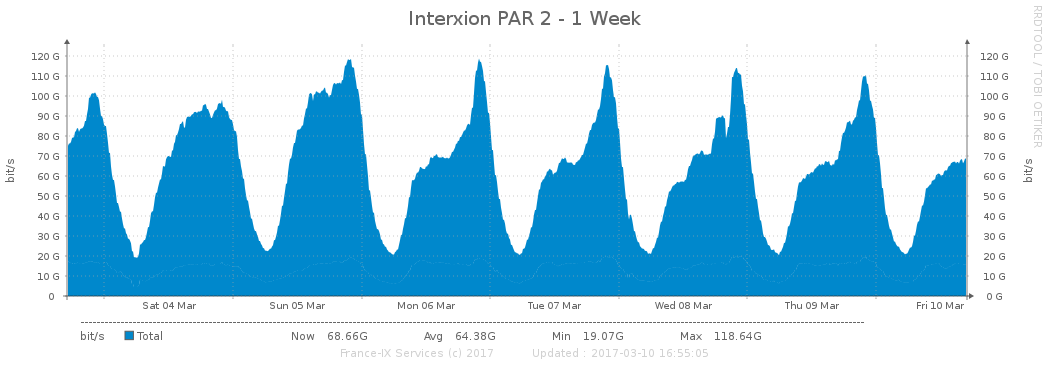 Interxion PAR 2 - 1 Week
RRDTOOL / TOBI OETIKER
120 G 120 G
110 G 110 G
100 G 100 G
90 G 90 G
80 G 80 G
70 G 70 G
60 G 60 G
50 G 50 G
40 G 40 G
30 G 30 G
20 G 20 G
10 G 10 G
0 0 G
bit/s
bit/s
Sat 04 Mar Sun 05 Mar Mon 06 Mar Tue 07 Mar Wed 08 Mar Thu 09 Mar Fri 10 Mar
bit/s Total Now 68.66G Avg 64.38G Min 19.07G Max 118.64G
France-IX Services (c) 2017 Updated : 2017-03-10 16:55:05